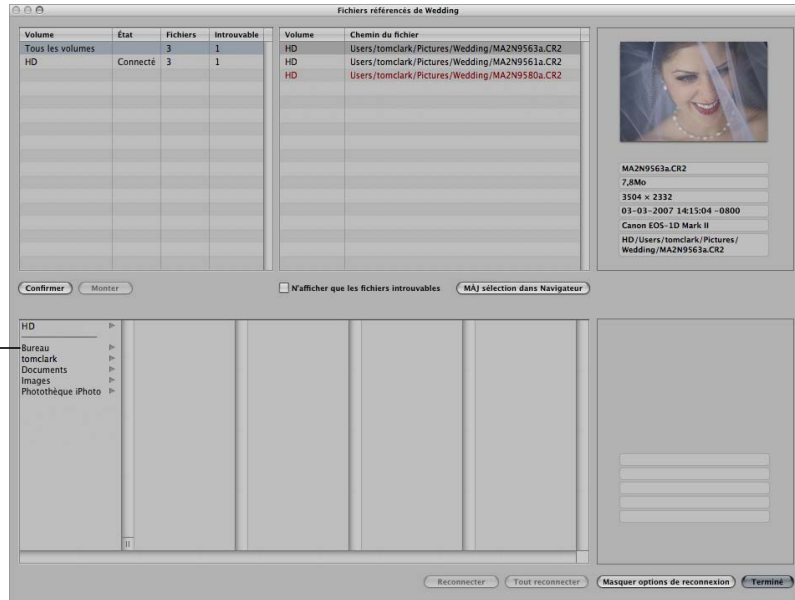 Fichiers référencés de Wedding
Volume État Fichiers Introuvable
Tous les volumes 3 1
HD Connecté 3 1
Volume Chemin du fichier
HD Users/tomclark/Pictures/Wedding/MA2N9563a.CR2
HD Users/tomclark/Pictures/Wedding/MA2N9561a.CR2
HD Users/tomclark/Pictures/Wedding/MA2N9580a.CR2
MA2N9563a.CR2
7,8Mo
3504 × 2332
03-03-2007 14:15:04 -0800
Canon EOS-1D Mark II
HD/Users/tomclark/Pictures/
Wedding/MA2N9563a.CR2
Confirmer Monter
N'afficher que les fichiers introuvables MÀJ sélection dans Navigateur
HD
Bureau
tomclark
Documents
Images
Photothèque iPhoto
Reconnecter Tout reconnecter Masquer options de reconnexion Terminé